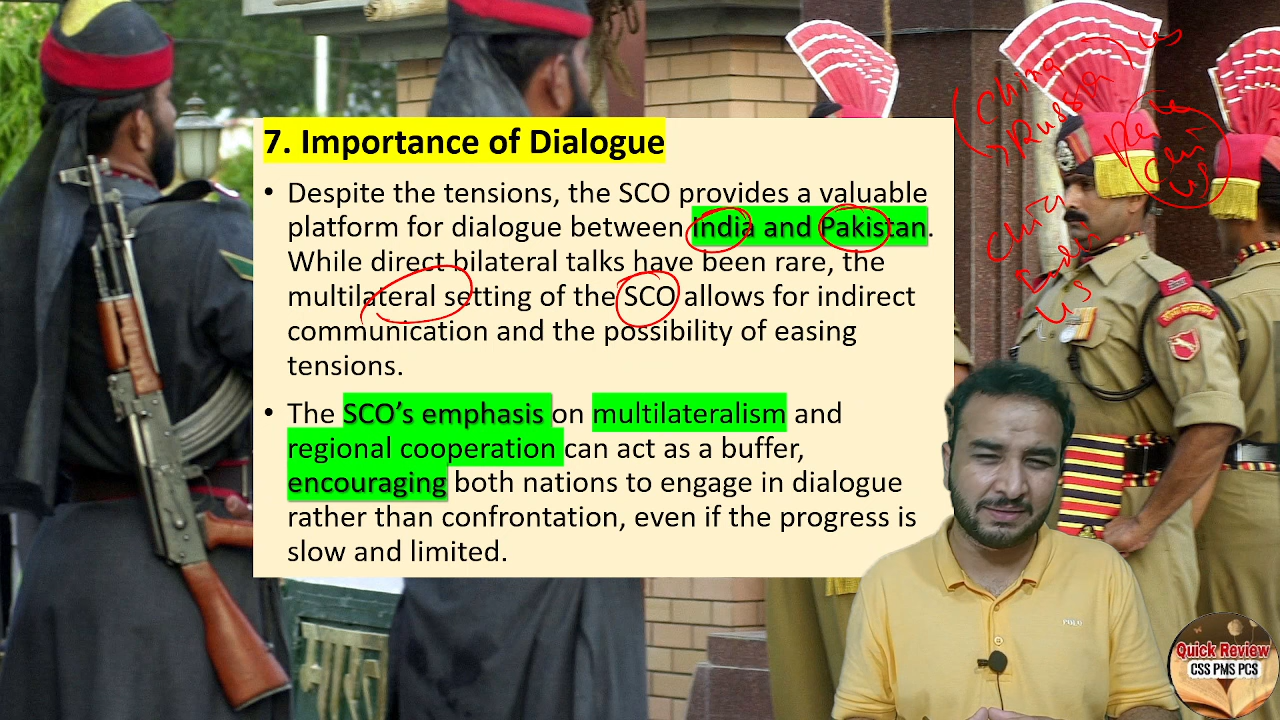 7. Importance of Dialogue
• Despite the tensions, the SCO provides a valuable
platform for dialogue between India and Pakistan.
While direct bilateral talks have been rare, the
multilateral setting of the SCO allows for indirect
communication and the possibility of easing
tensions.
• The SCO’s emphasis on multilateralism and
regional cooperation can act as a buffer,
encouraging both nations to engage in dialogue
rather than confrontation, even if the progress is
slow and limited.
China
Russia
China
us
POLO
Quick Review
CSS PMS PCS